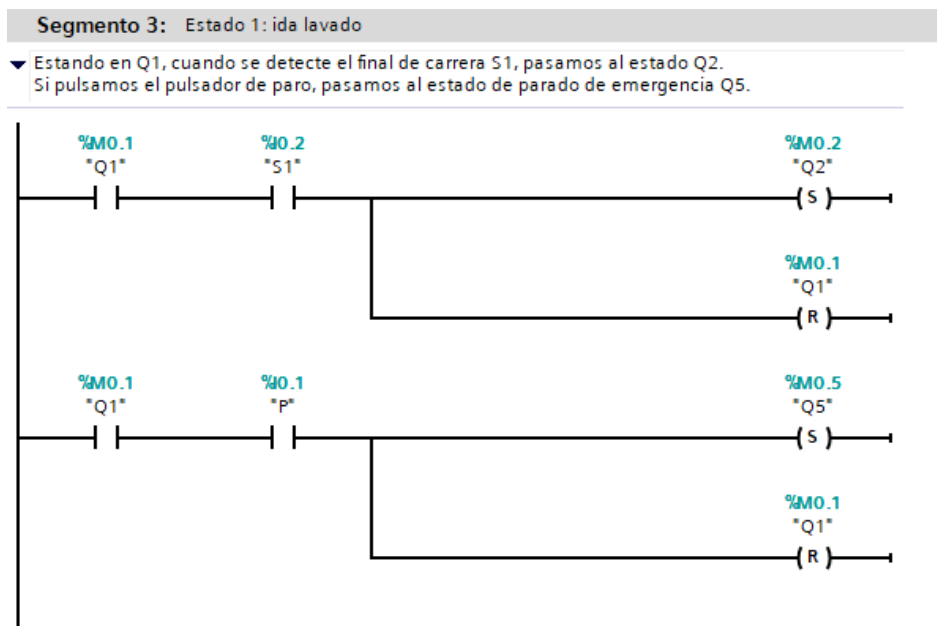 Segmento 3: Estado 1: ida lavado
Estando en Q1, cuando se detecte el final de carrera S1, pasamos al estado Q2.
Si pulsamos el pulsador de paro, pasamos al estado de parado de emergencia Q5.
%M0.1 %I0.2 %M0.2
"Q1" "S1" "Q2"
S
%M0.1
"Q1"
R
%M0.1 %I0.1 %M0.5
"Q1" "P" "Q5"
S
%M0.1
"Q1"
R